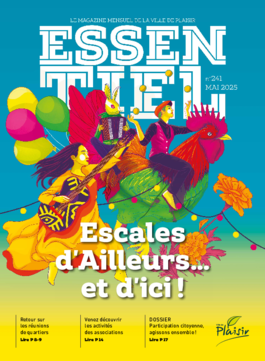 LE MAGAZINE MENSUEL DE LA VILLE DE PLAISIR
ESSEN
TIEL
n°241
MAI 2025
Escales
d'Ailleurs...
et d'ici !
Retour sur
les réunions
de quartiers
Lire P 8-9
Venez découvrir
les activités
des associations
Lire P 14
DOSSIER
Participation citoyenne,
agissons ensemble !
Lire P 17
Plaisir